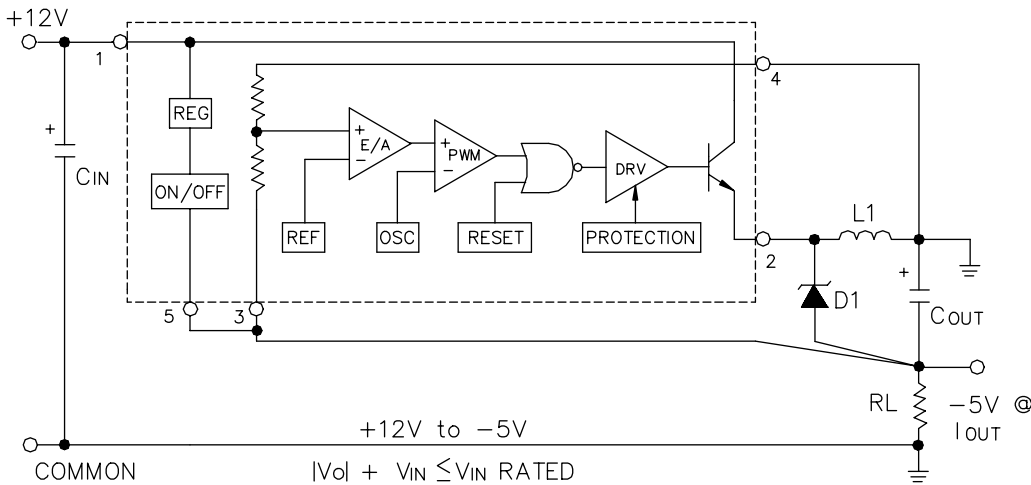 +12V
1
4
REG
+
E/A
−
+
PWM
−
DRV
+
CIN
ON/OFF
REF
OSC
RESET
PROTECTION
L1
2
+
D1
COUT
5
3
RL
−5V @
IOUT
+12V to −5V
COMMON
|Vo| + VIN ≤ VIN RATED